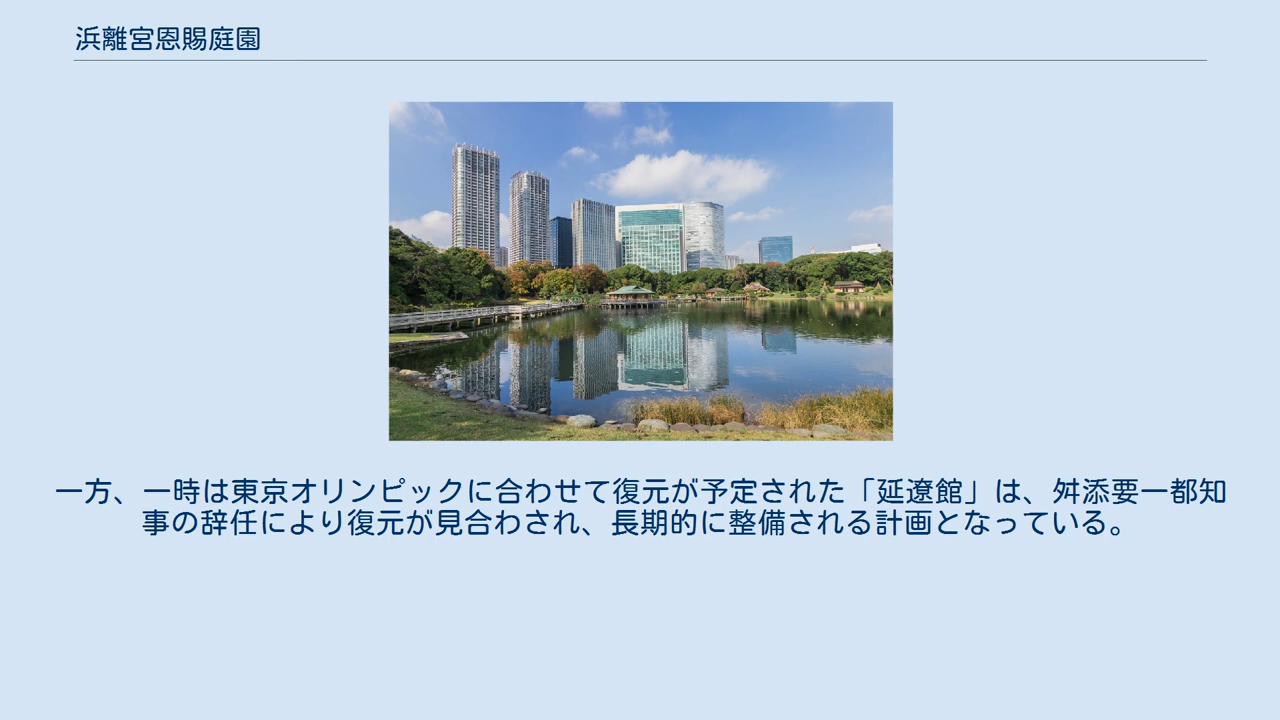 浜離宮恩賜庭園
一方、一時は東京オリンピックに合わせて復元が予定された「延遼館」は、舛添要一都知
事の辞任により復元が見合わされ、長期的に整備される計画となっている。